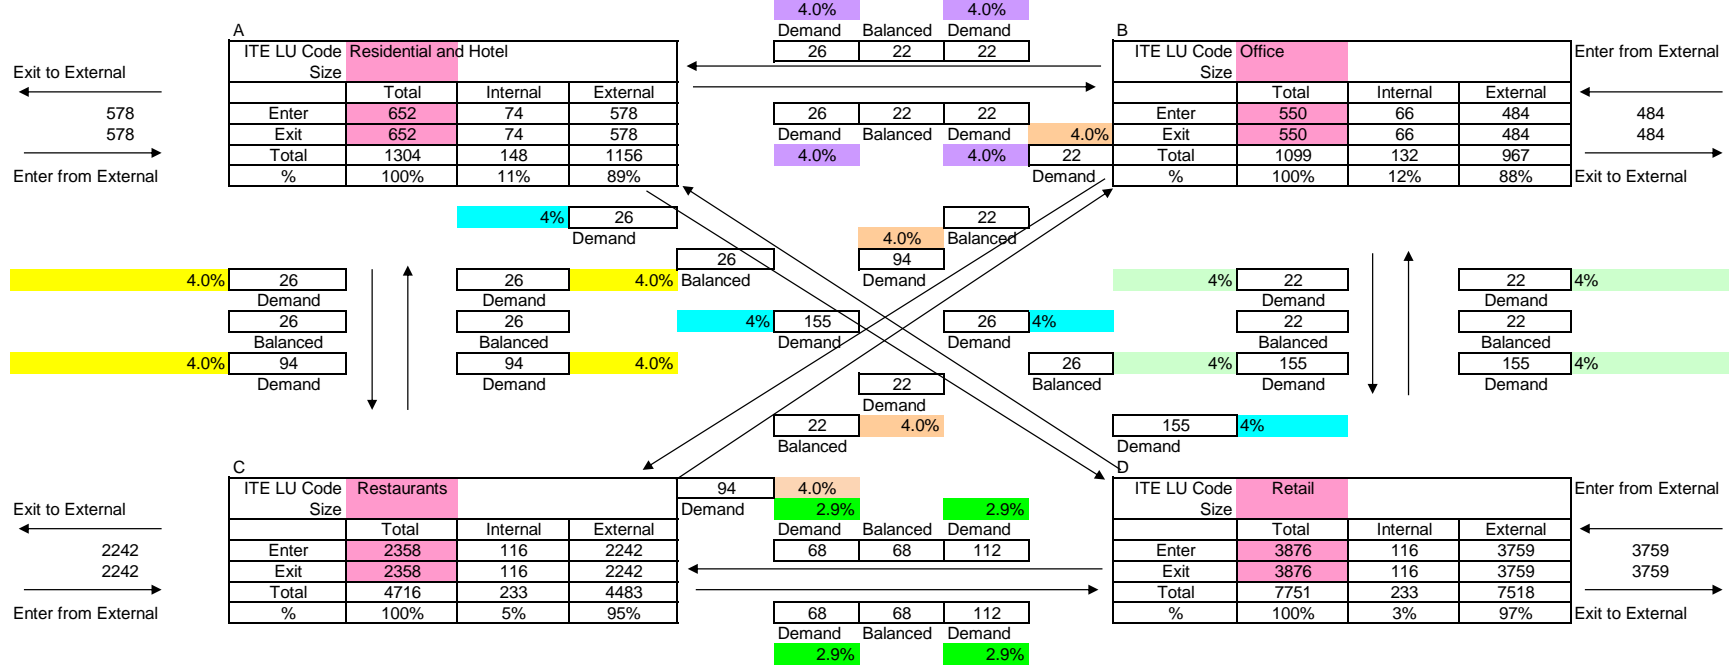 4.0% 4.0%
A Demand Balanced Demand B
ITE LU Code Residential and Hotel 26 22 22 ITE LU Code Office Enter from External
Exit to External Size Size
Total Internal External Total Internal External
578 Enter 652 74 578 26 22 22 Enter 550 66 484 484
578 Exit 652 74 578 Demand Balanced Demand 4.0% Exit 550 66 484 484
Total 1304 148 1156 4.0% 4.0% 22 Total 1099 132 967
Enter from External % 100% 11% 89% Demand % 100% 12% 88% Exit to External
4% 26 22
Demand 4.0% Balanced
26 94
4.0% 26 26 4.0% Balanced Demand 4% 22 22 4%
Demand Demand Demand Demand
26 26 4% 155 26 4% 22 22
Balanced Balanced Demand Demand Balanced Balanced
4.0% 94 94 4.0% 26 4% 155 155 4%
Demand Demand 22 Balanced Demand Demand
Demand
22 4.0% 155 4%
Balanced Demand
C D
ITE LU Code Restaurants 94 4.0% ITE LU Code Retail Enter from External
Exit to External Size Demand 2.9% 2.9% Size
Total Internal External Demand Balanced Demand Total Internal External
2242 Enter 2358 116 2242 68 68 112 Enter 3876 116 3759 3759
2242 Exit 2358 116 2242 Exit 3876 116 3759 3759
Total 4716 233 4483 Total 7751 233 7518
Enter from External % 100% 5% 95% 68 68 112 % 100% 3% 97% Exit to External
Demand Balanced Demand
2.9% 2.9%